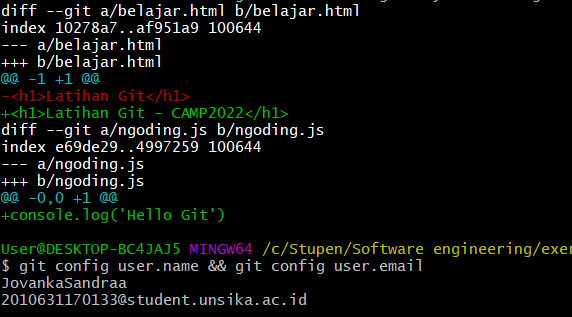 diff --git a/belajar.html b/belajar.html
index 10278a7..af951a9 100644
--- a/belajar.html
+++ b/belajar.html
@@ -1 +1 @@
-<h1>Latihan Git</h1>
+<h1>Latihan Git - CAMP2022</h1>
diff --git a/ngoding.js b/ngoding.js
index e69de29..4997259 100644
--- a/ngoding.js
+++ b/ngoding.js
@@ -0,0 +1 @@
+console.log('Hello Git')
User@DESKTOP-BC4JAJ5 MINGW64 /c/Stupen/Software engineering/exer
$ git config user.name && git config user.email
JovankaSandraa
2010631170133@student.unsika.ac.id